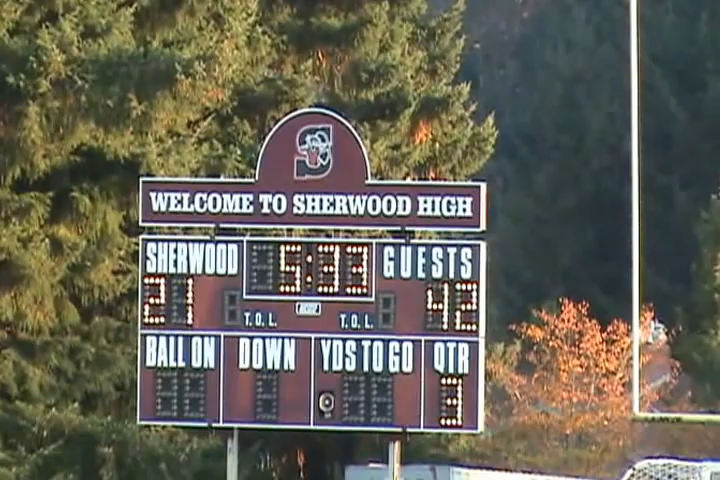 S
WELCOME TO SHERWOOD HIGH
SHERWOOD 5:33 GUESTS
21 42
T.O.L. T.O.L.
BALL ON DOWN YDS TO GO QTR
3